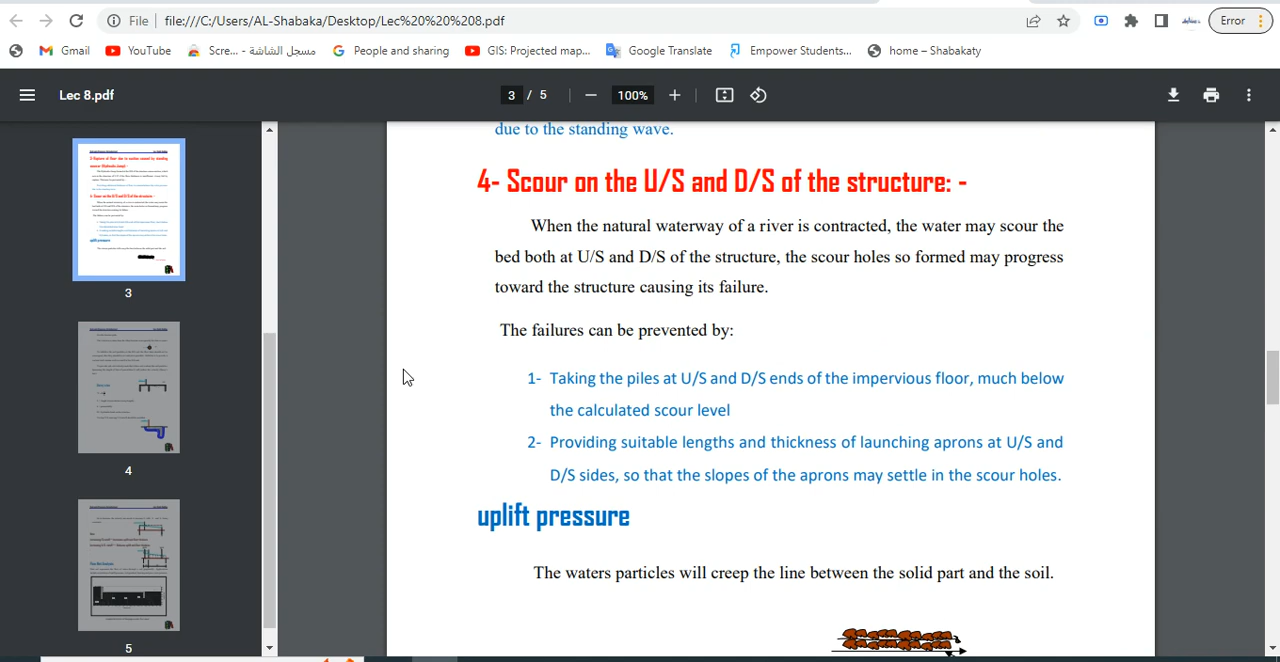 File | file:///C:/Users/AL-Shabaka/Desktop/Lec%20%20%208.pdf Error
Gmail YouTube Scre... - مسجل الشاشة People and sharing GIS: Projected map... Google Translate Empower Students... home – Shabakaty
Lec 8.pdf 3 / 5 100%
3
4
5
due to the standing wave.
4- Scour on the U/S and D/S of the structure: -
When the natural waterway of a river is contracted, the water may scour the
bed both at U/S and D/S of the structure, the scour holes so formed may progress
toward the structure causing its failure.
The failures can be prevented by:
1- Taking the piles at U/S and D/S ends of the impervious floor, much below
the calculated scour level
2- Providing suitable lengths and thickness of launching aprons at U/S and
D/S sides, so that the slopes of the aprons may settle in the scour holes.
uplift pressure
The waters particles will creep the line between the solid part and the soil.